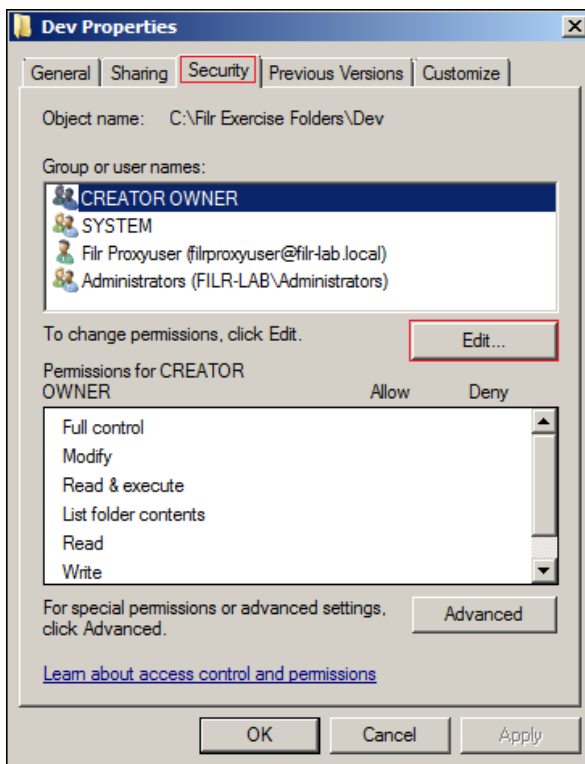 Dev Properties
General Sharing Security Previous Versions Customize
Object name: C:\Filr Exercise Folders\Dev
Group or user names:
CREATOR OWNER
SYSTEM
Filr Proxyuser (filrproxyuser@filr-lab.local)
Administrators (FILR-LAB\Administrators)
To change permissions, click Edit.
Edit...
Permissions for CREATOR
OWNER Allow Deny
Full control
Modify
Read & execute
List folder contents
Read
Write
For special permissions or advanced settings,
click Advanced.
Advanced
Learn about access control and permissions
OK Cancel Apply